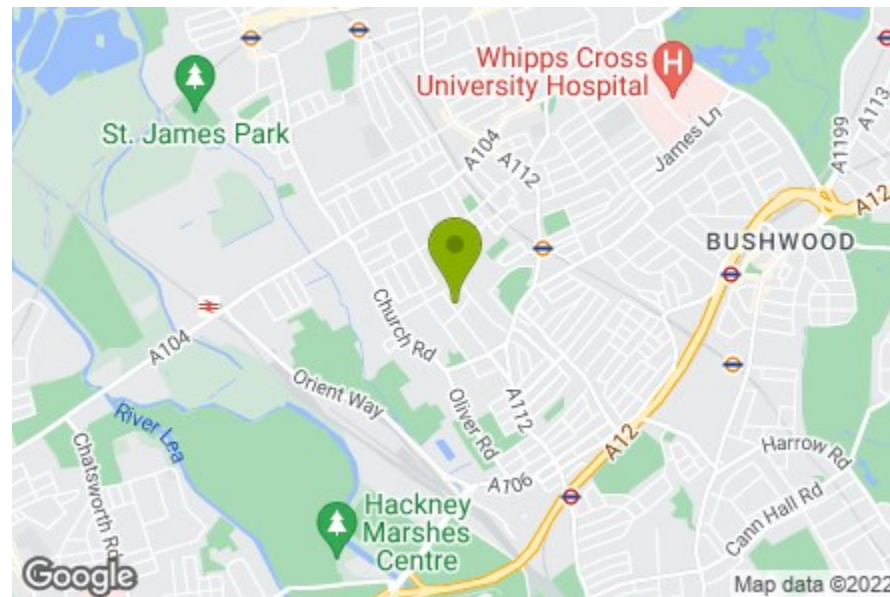 Whipps Cross
University Hospital
H
St. James Park
A104
A112
James Ln
A1199
A113
A12
BUSHWOOD
Church Rd
A104
Orient Way
River Lea
Oliver Rd
A112
A12
Chatsworth Rd
Harrow Rd
A106
Cann Hall Rd
Hackney
Marshes
Centre
Google
Map data ©2022